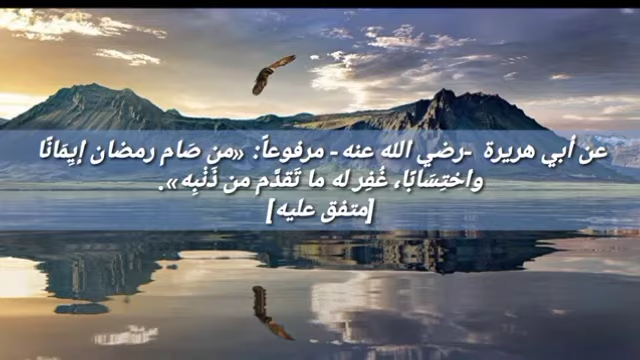 عن أبي هريرة -رضي الله عنه- مرفوعاً: «من صَام رمضان إيِمَانًا
واحتِسَابًا، غُفِر له ما تَقدَّم من ذَنْبِه».
[متفق عليه]